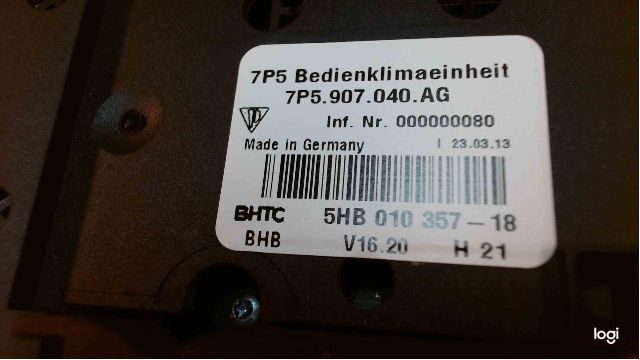 7P5 Bedienklimaeinheit
7P5.907.040.AG
Inf. Nr. 000000080
Made in Germany I 23.03.13
BHTC 5HB 010 357-18
BHB V16.20 H 21
logi